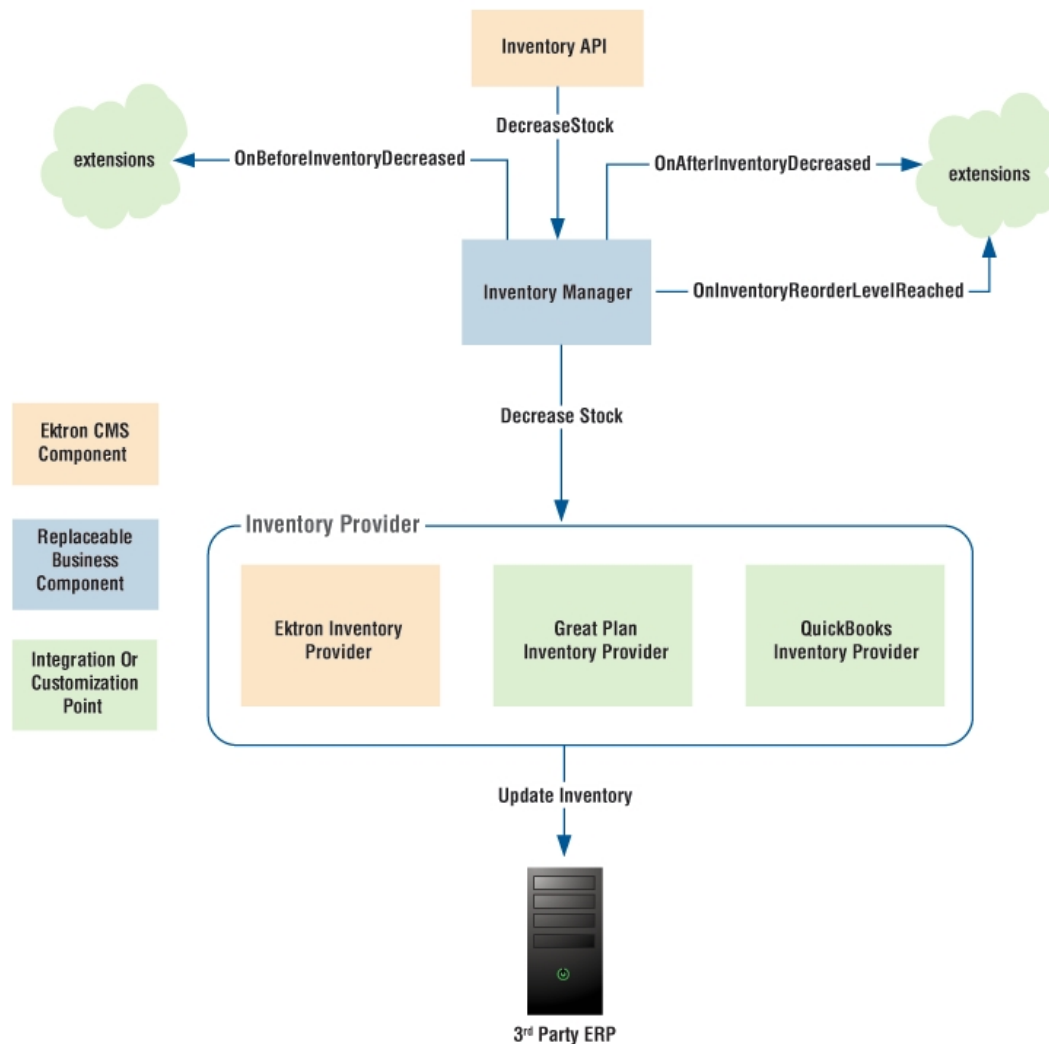 Inventory API
DecreaseStock
extensions
OnBeforeInventoryDecreased
OnAfterInventoryDecreased
extensions
Inventory Manager
OnInventoryReorderLevelReached
Decrease Stock
Ektron CMS
Component
Replaceable
Business
Component
Integration Or
Customization
Point
Inventory Provider
Ektron Inventory
Provider
Great Plan
Inventory Provider
QuickBooks
Inventory Provider
Update Inventory
3rd Party ERP